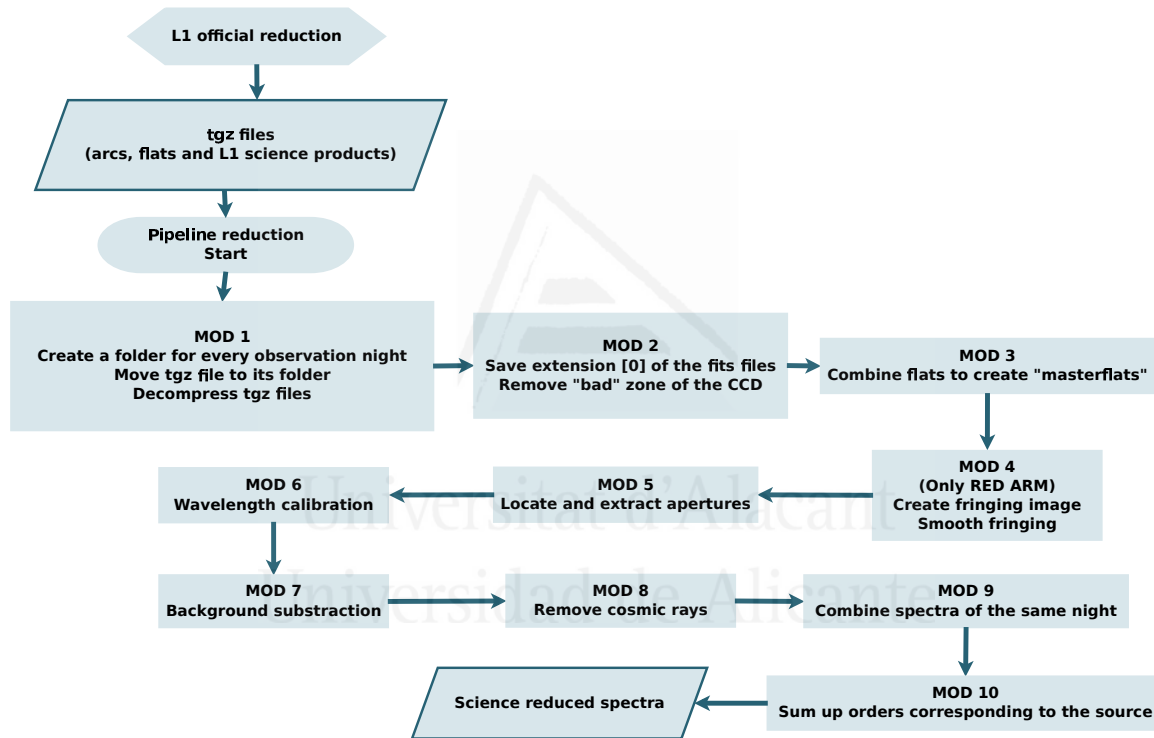 L1 official reduction
tgz files
(arcs, flats and L1 science products)
Pipeline reduction
Start
MOD 1
Create a folder for every observation night
Move tgz file to its folder
Decompress tgz files
MOD 2
Save extension [0] of the fits files
Remove "bad" zone of the CCD
MOD 3
Combine flats to create "masterflats"
MOD 4
(Only RED ARM)
Create fringing image
Smooth fringing
MOD 5
Locate and extract apertures
MOD 6
Wavelength calibration
MOD 7
Background substraction
MOD 8
Remove cosmic rays
MOD 9
Combine spectra of the same night
MOD 10
Sum up orders corresponding to the source
Science reduced spectra
Universitat d'Alacant
Universidad de Alicante